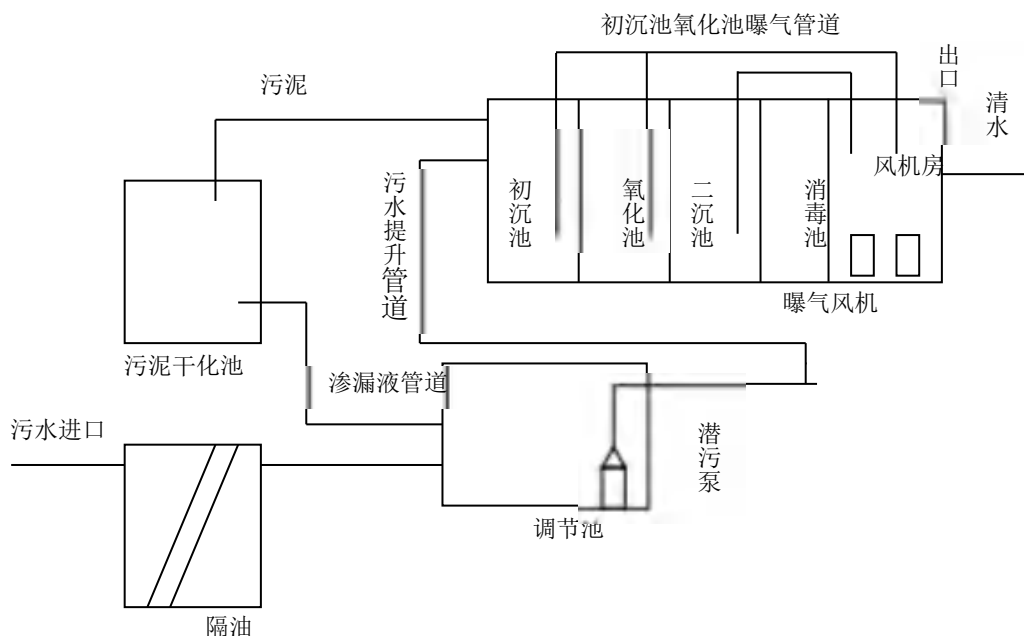 初沉池氧化池曝气管道
出口
污泥
清水
风机房
污水提升管道
初沉池
氧化池
二沉池
消毒池
曝气风机
污泥干化池
渗漏液管道
污水进口
潜污泵
调节池
隔油